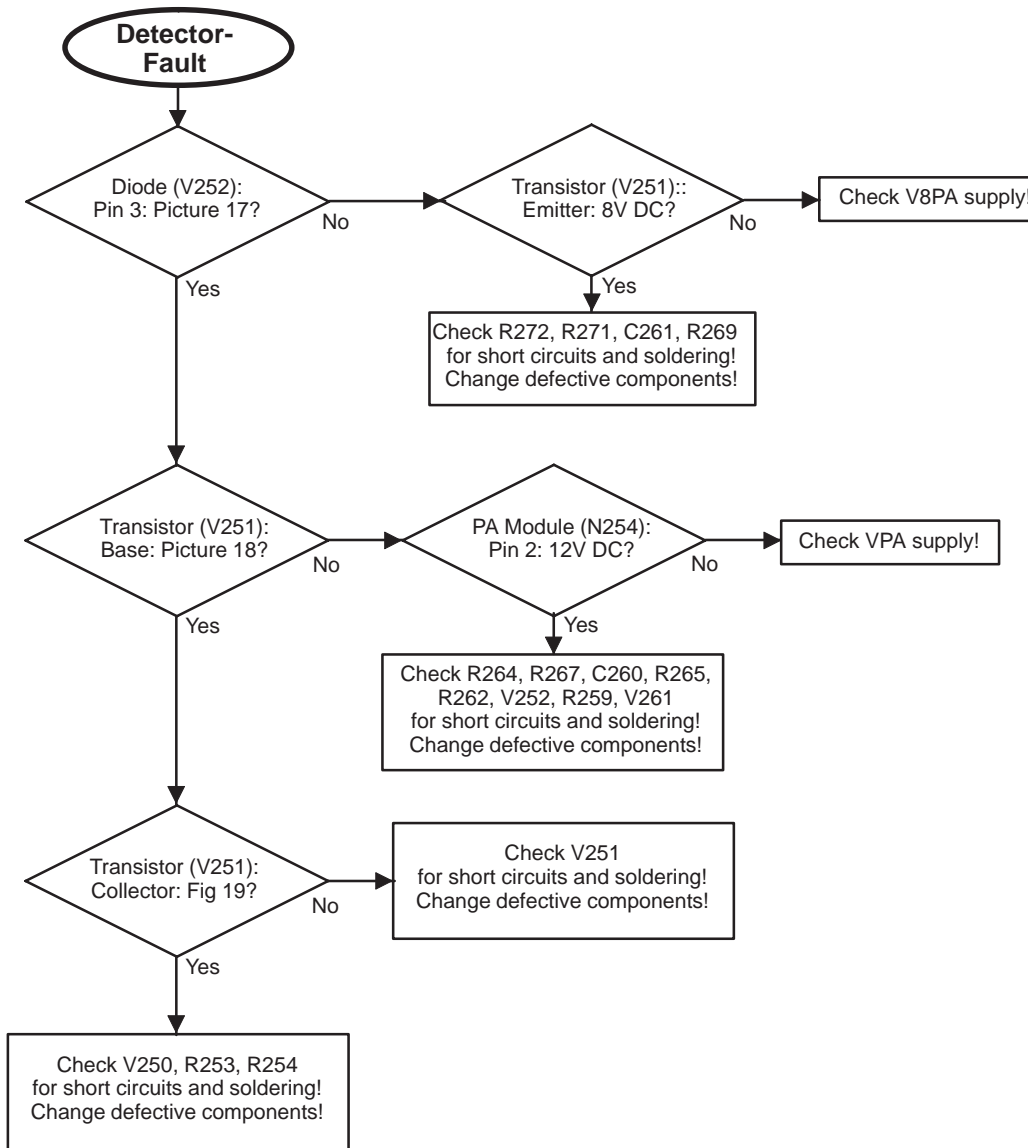 Detector-
Fault
Diode (V252):
Pin 3: Picture 17?
No
Yes
Transistor (V251)::
Emitter: 8V DC?
No
Yes
Check V8PA supply!
Check R272, R271, C261, R269
for short circuits and soldering!
Change defective components!
Transistor (V251):
Base: Picture 18?
No
Yes
PA Module (N254):
Pin 2: 12V DC?
No
Yes
Check VPA supply!
Check R264, R267, C260, R265,
R262, V252, R259, V261
for short circuits and soldering!
Change defective components!
Transistor (V251):
Collector: Fig 19?
No
Yes
Check V251
for short circuits and soldering!
Change defective components!
Check V250, R253, R254
for short circuits and soldering!
Change defective components!